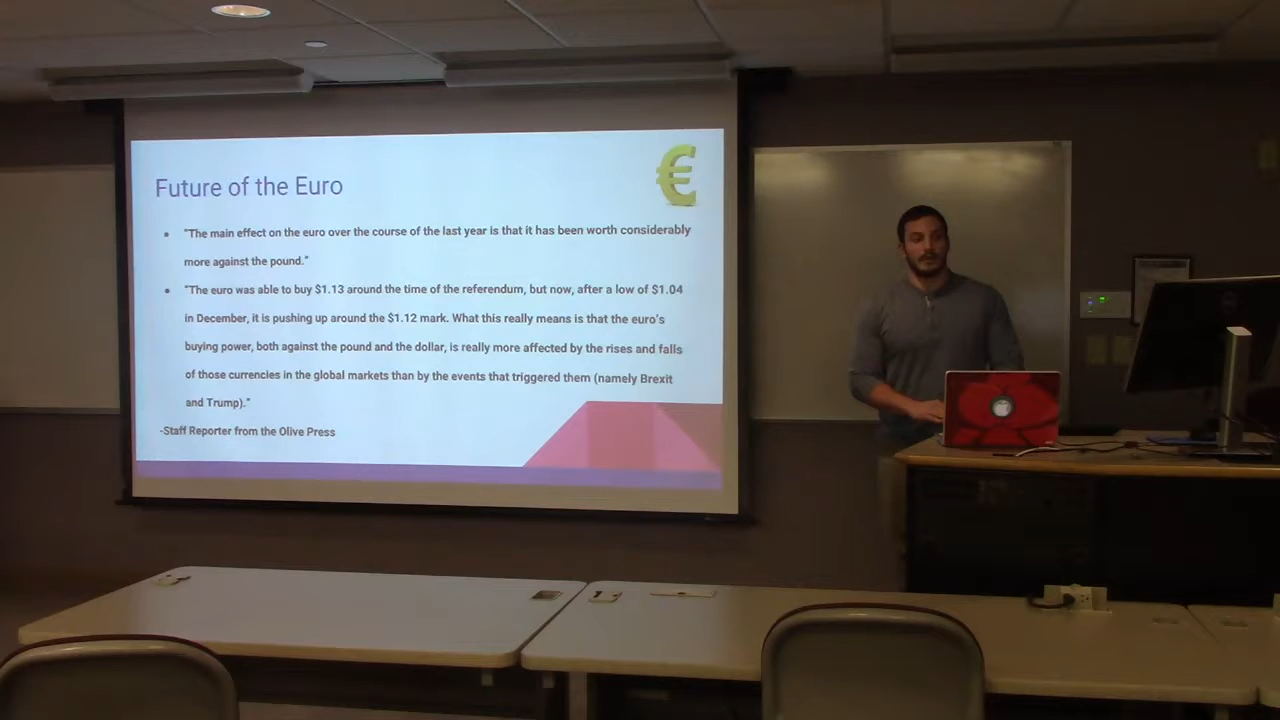 Future of the Euro
€
• "The main effect on the euro over the course of the last year is that it has been worth considerably
more against the pound."
• "The euro was able to buy $1.13 around the time of the referendum, but now, after a low of $1.04
in December, it is pushing up around the $1.12 mark. What this really means is that the euro's
buying power, both against the pound and the dollar, is really more affected by the rises and falls
of those currencies in the global markets than by the events that triggered them (namely Brexit
and Trump)."
-Staff Reporter from the Olive Press